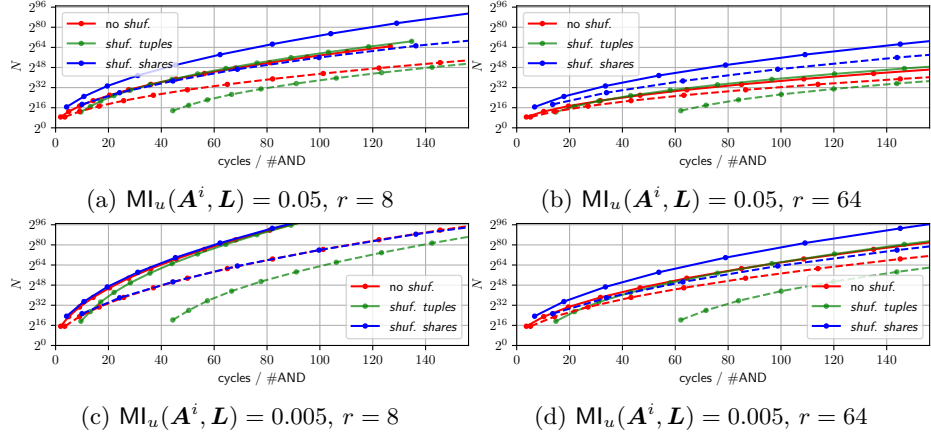 2^96
2^80
2^64
2^48
2^32
2^16
2^0
N
no shuf.
shuf. tuples
shuf. shares
0 20 40 60 80 100 120 140
cycles / #AND
(a) MI_u(A^i, L) = 0.05, r = 8
2^96
2^80
2^64
2^48
2^32
2^16
2^0
N
no shuf.
shuf. tuples
shuf. shares
0 20 40 60 80 100 120 140
cycles / #AND
(b) MI_u(A^i, L) = 0.05, r = 64
2^96
2^80
2^64
2^48
2^32
2^16
2^0
N
no shuf.
shuf. tuples
shuf. shares
0 20 40 60 80 100 120 140
cycles / #AND
(c) MI_u(A^i, L) = 0.005, r = 8
2^96
2^80
2^64
2^48
2^32
2^16
2^0
N
no shuf.
shuf. tuples
shuf. shares
0 20 40 60 80 100 120 140
cycles / #AND
(d) MI_u(A^i, L) = 0.005, r = 64